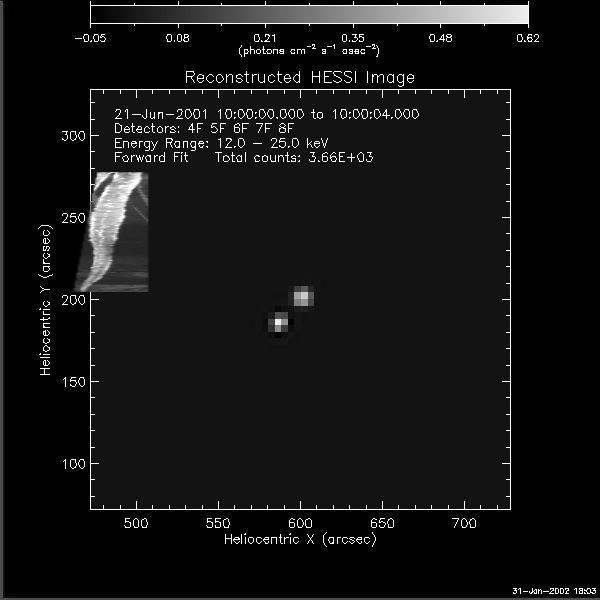 -0.05 0.08 0.21 0.35 0.48 0.62
(photons cm⁻² s⁻¹ asec⁻²)
Reconstructed HESSI Image
21-Jun-2001 10:00:00.000 to 10:00:04.000
Detectors: 4F 5F 6F 7F 8F
Energy Range: 12.0 - 25.0 keV
Forward Fit Total counts: 3.66E+03
Heliocentric Y (arcsec)
300
250
200
150
100
500 550 600 650 700
Heliocentric X (arcsec)
31-Jan-2002 18:03